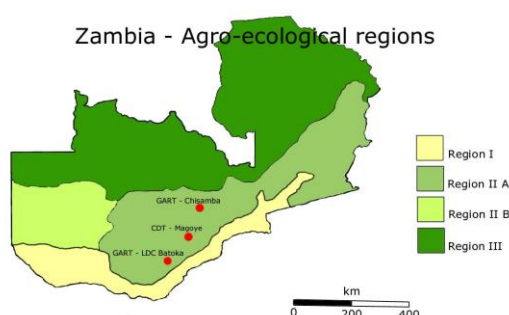 Zambia - Agro-ecological regions
Region I
Region II A
Region II B
Region III
GART - Chisamba
CDT - Magoye
GART - LDC Batoka
km
0 200 400